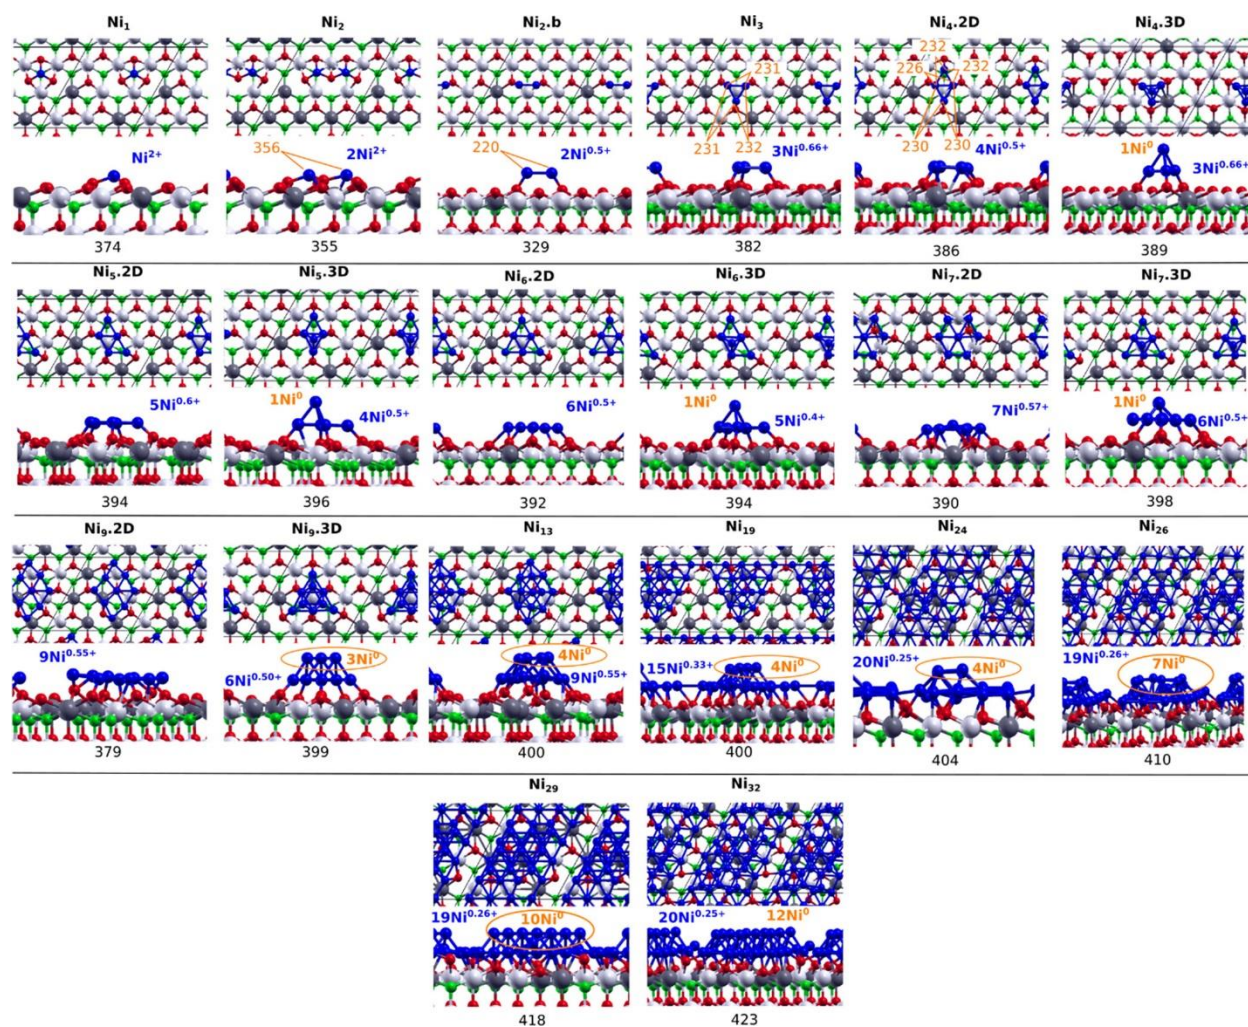 Ni₁ Ni₂ Ni₂.b Ni₃ Ni₄.2D Ni₄.3D
232
231 226 232
231 232 230 230
Ni²⁺ 356 2Ni²⁺ 220 2Ni⁰·⁵⁺ 3Ni⁰·⁶⁶⁺ 4Ni⁰·⁵⁺ 1Ni⁰ 3Ni⁰·⁶⁶⁺
374 355 329 382 386 389
Ni₅.2D Ni₅.3D Ni₆.2D Ni₆.3D Ni₇.2D Ni₇.3D
5Ni⁰·⁶⁺ 1Ni⁰ 4Ni⁰·⁵⁺ 6Ni⁰·⁵⁺ 1Ni⁰ 5Ni⁰·⁴⁺ 7Ni⁰·⁵⁷⁺ 1Ni⁰ 6Ni⁰·⁵⁺
394 396 392 394 390 398
Ni₉.2D Ni₉.3D Ni₁₃ Ni₁₉ Ni₂₄ Ni₂₆
9Ni⁰·⁵⁵⁺ 6Ni⁰·⁵⁰⁺ 3Ni⁰ 4Ni⁰ 9Ni⁰·⁵⁵⁺ 15Ni⁰·³³⁺ 4Ni⁰ 20Ni⁰·²⁵⁺ 4Ni⁰ 19Ni⁰·²⁶⁺ 7Ni⁰
379 399 400 400 404 410
Ni₂₉ Ni₃₂
19Ni⁰·²⁶⁺ 10Ni⁰ 20Ni⁰·²⁵⁺ 12Ni⁰
418 423